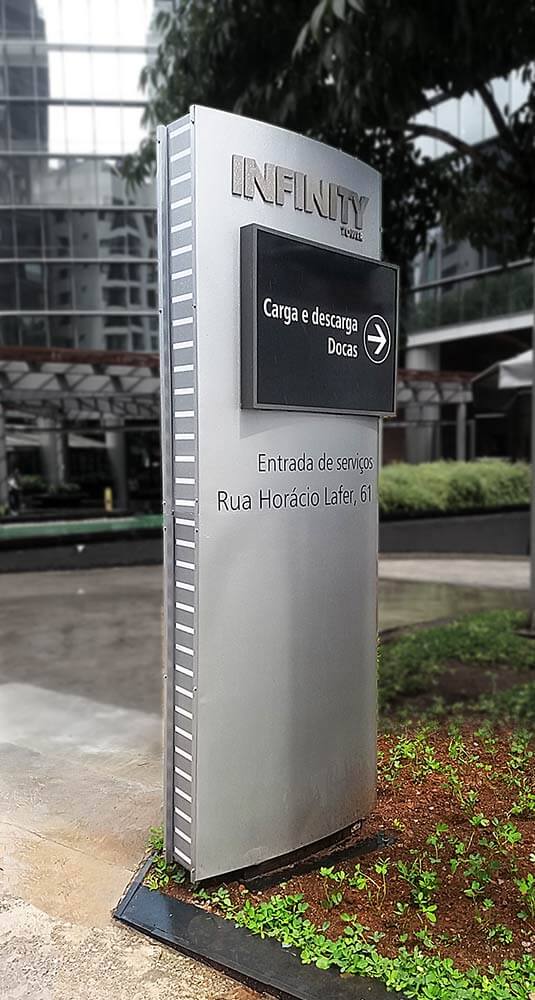 INFINITY
TOWER
Carga e descarga
Docas
Entrada de serviços
Rua Horácio Lafer, 61